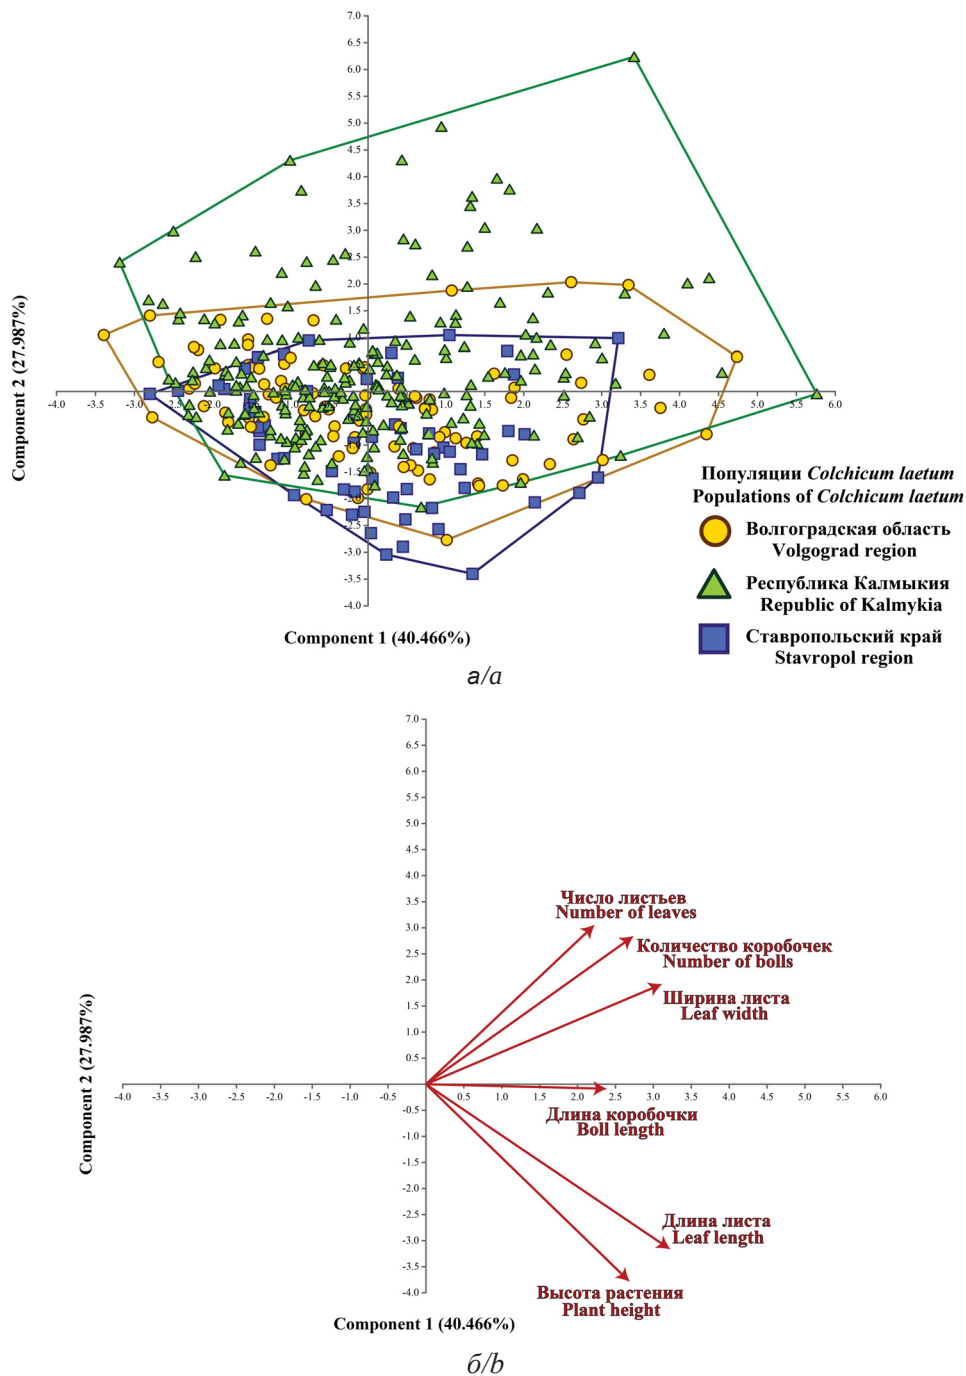 7.0
6.5
6.0
5.5
5.0
4.5
4.0
3.5
3.0
2.5
2.0
1.5
-4.0 -3.5 -3.0 -2.5 -2.0 1.0 1.5 2.0 2.5 3.0 3.5 4.0 4.5 5.0 5.5 6.0
-1.5
-2.5
-3.0
-3.5
-4.0
Component 2 (27.987%)
Component 1 (40.466%)
Популяции Colchicum laetum
Populations of Colchicum laetum
Волгоградская область
Volgograd region
Республика Калмыкия
Republic of Kalmykia
Ставропольский край
Stavropol region
а/a
7.0
6.5
6.0
5.5
5.0
4.5
4.0
3.5
3.0
2.5
2.0
1.5
1.0
0.5
-4.0 -3.5 -3.0 -2.5 -2.0 -1.5 -1.0 -0.5 0.5 1.0 1.5 2.0 2.5 3.0 3.5 4.0 4.5 5.0 5.5 6.0
-0.5
-1.0
-1.5
-2.0
-2.5
-3.0
-3.5
-4.0
Число листьев
Number of leaves
Количество коробочек
Number of bolls
Ширина листа
Leaf width
Длина коробочки
Boll length
Длина листа
Leaf length
Высота растения
Plant height
Component 2 (27.987%)
Component 1 (40.466%)
б/b